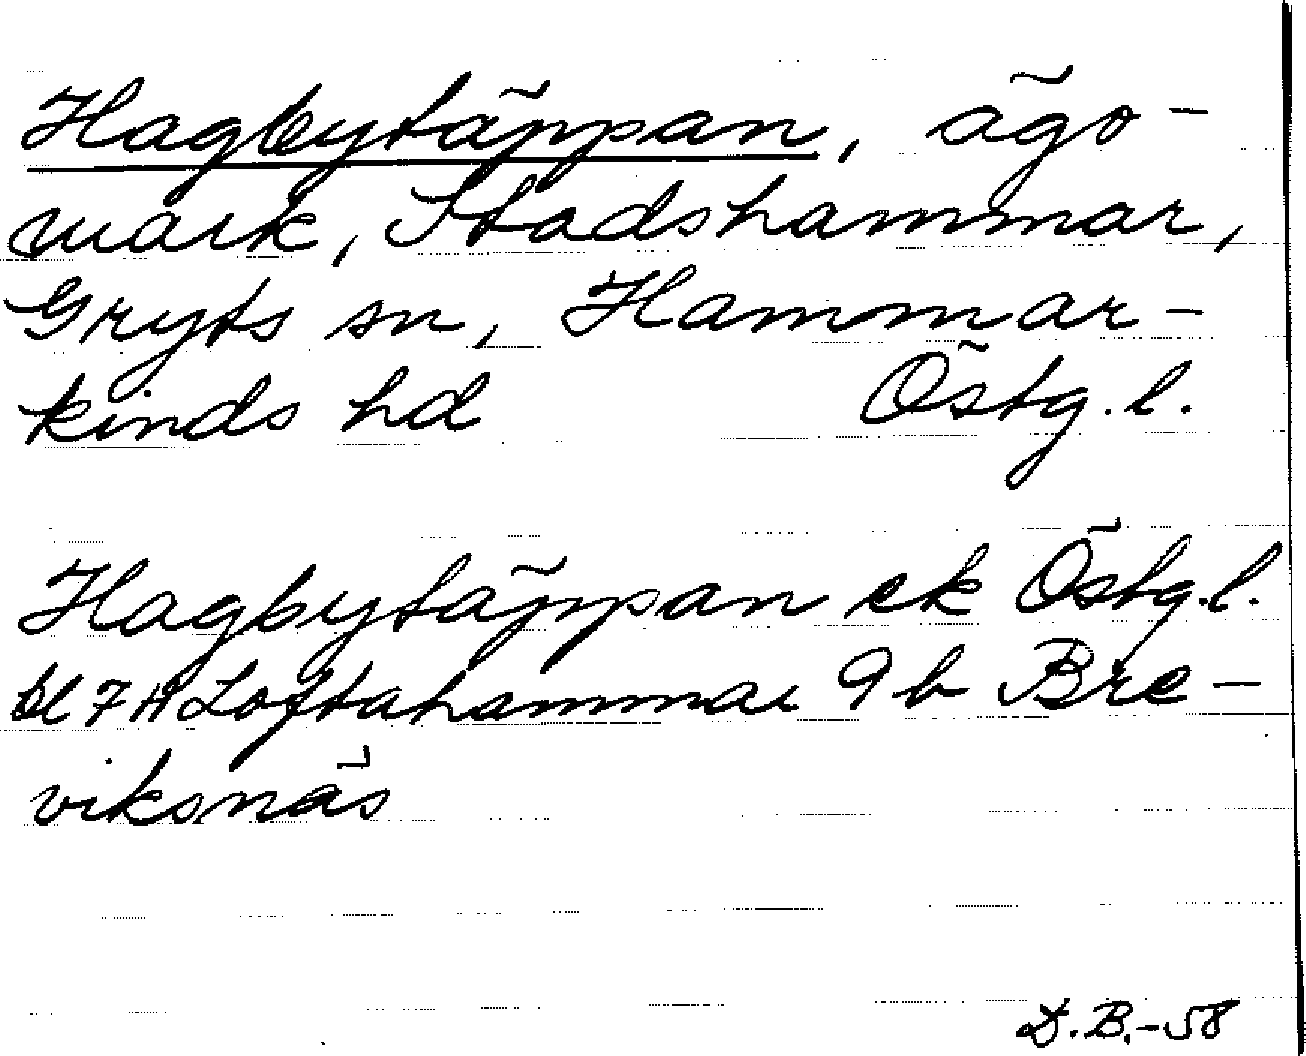 Hagbytäppan, ägo-
mark, Stadshammar,
Gryts sn, Hammar-
kinds hd Östg.l.
Hagbytäppan ek Östg.l.
bl 7 H Loftahammar 9 b Bre-
viksnäs
D.B.-58